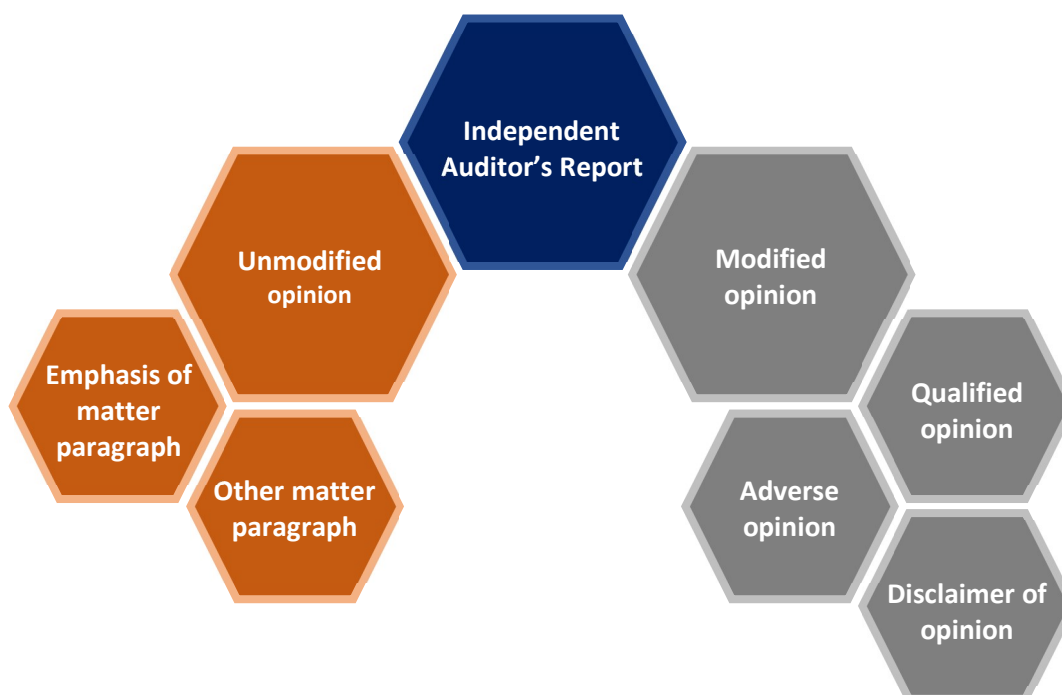 Independent
Auditor’s Report
Unmodified
opinion
Modified
opinion
Emphasis of
matter
paragraph
Other matter
paragraph
Qualified
opinion
Adverse
opinion
Disclaimer of
opinion